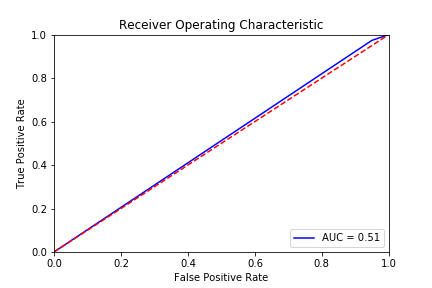 Receiver Operating Characteristic
1.0
0.8
0.6
0.4
0.2
0.0
True Positive Rate
AUC = 0.51
0.0 0.2 0.4 0.6 0.8 1.0
False Positive Rate